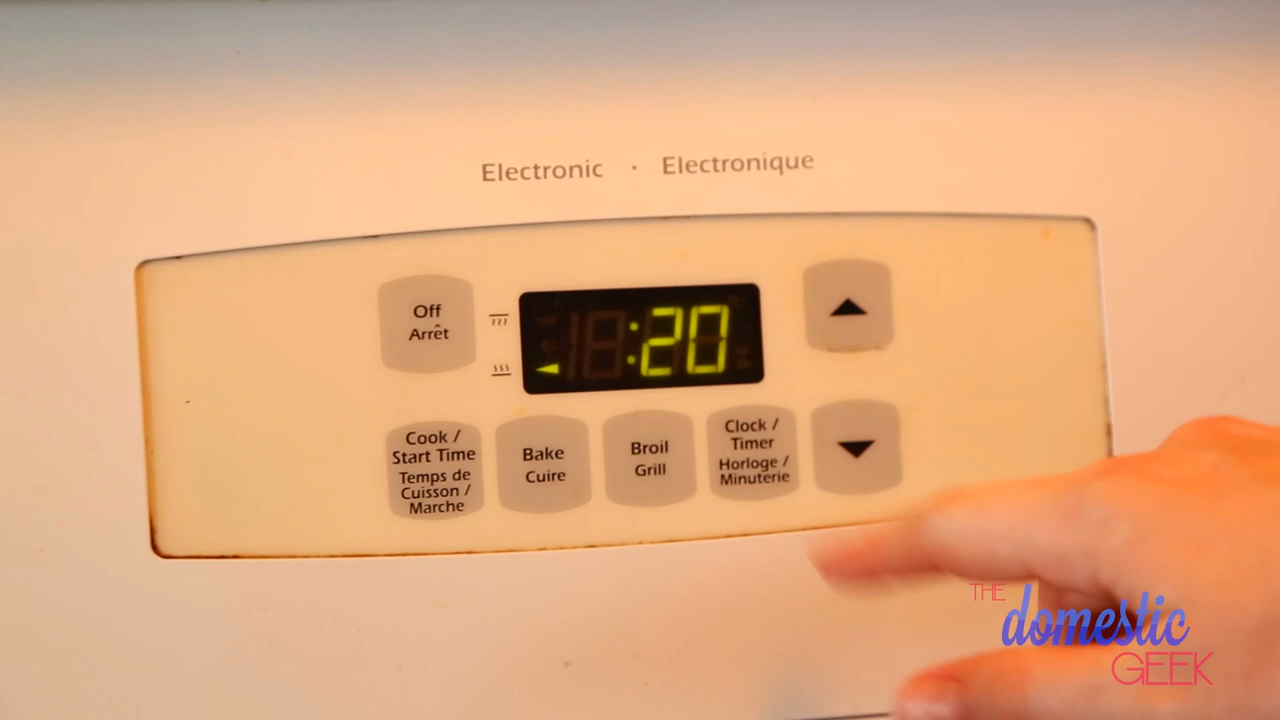 Electronic · Electronique
Off
Arrêt
:20
Cook /
Start Time
Temps de
Cuisson /
Marche
Bake
Cuire
Broil
Grill
Clock /
Timer
Horloge /
Minuterie
THE
domestic
GEEK